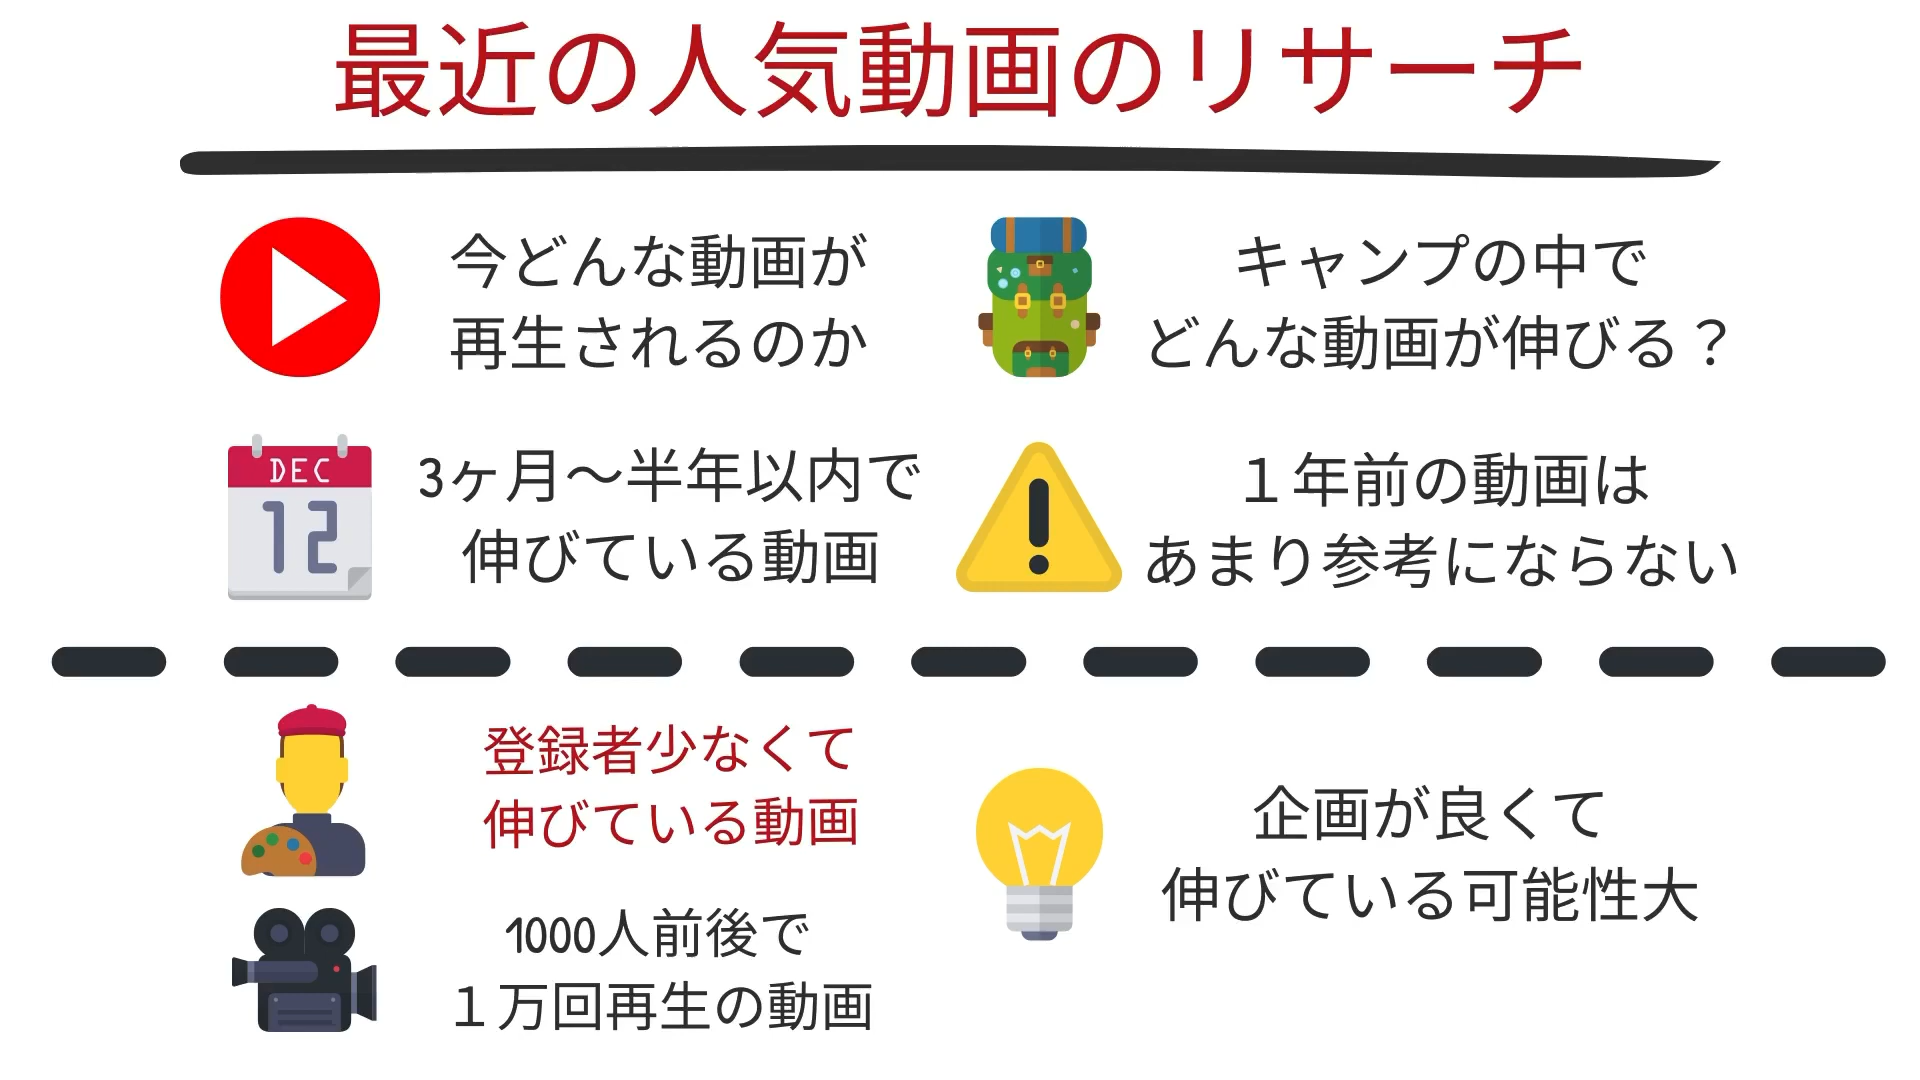 最近の人気動画のリサーチ
今どんな動画が
再生されるのか
キャンプの中で
どんな動画が伸びる？
DEC
12
3ヶ月〜半年以内で
伸びている動画
１年前の動画は
あまり参考にならない
登録者少なくて
伸びている動画
1000人前後で
１万回再生の動画
企画が良くて
伸びている可能性大